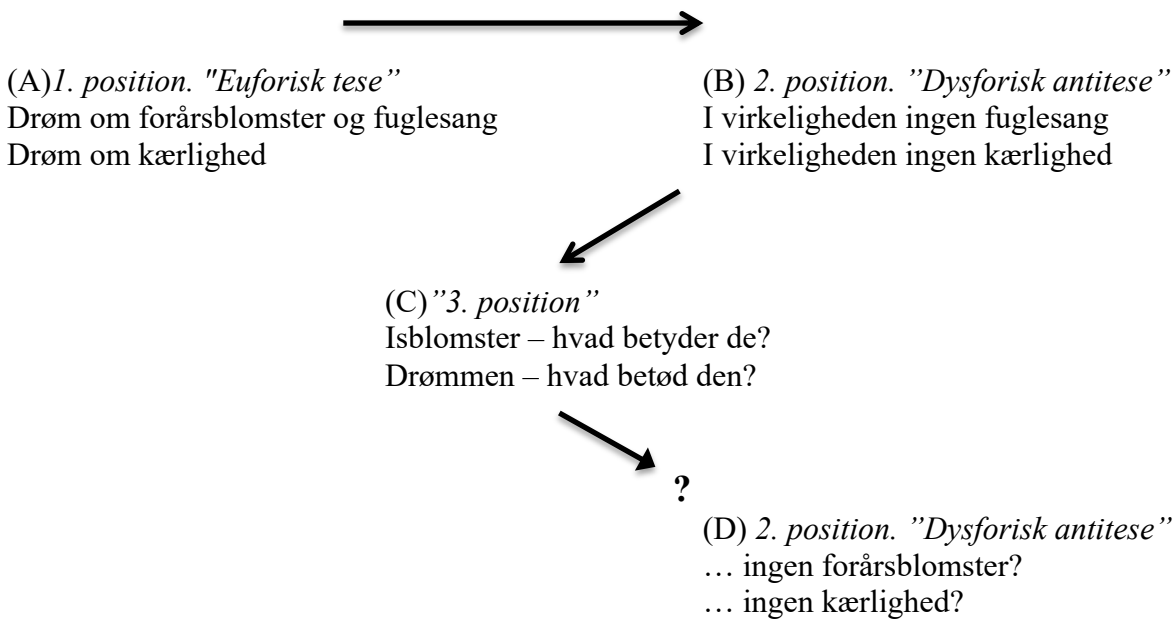 (A)1. position. "Euforisk tese”
Drøm om forårsblomster og fuglesang
Drøm om kærlighed
(B) 2. position. ”Dysforisk antitese”
I virkeligheden ingen fuglesang
I virkeligheden ingen kærlighed
(C)”3. position”
Isblomster – hvad betyder de?
Drømmen – hvad betød den?
?
(D) 2. position. ”Dysforisk antitese”
… ingen forårsblomster?
… ingen kærlighed?